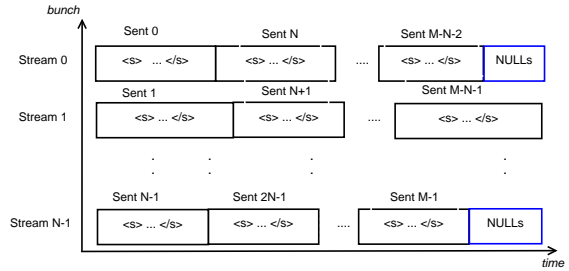 bunch
Sent 0 Sent N Sent M-N-2
Stream 0 <s> ... </s> <s> ... </s> .... <s> ... </s> NULLs
Sent 1 Sent N+1 Sent M-N-1
Stream 1 <s> ... </s> <s> ... </s> .... <s> ... </s>
. . . .
. . . .
Sent N-1 Sent 2N-1 Sent M-1
Stream N-1 <s> ... </s> <s> ... </s> .... <s> ... </s> NULLs
time